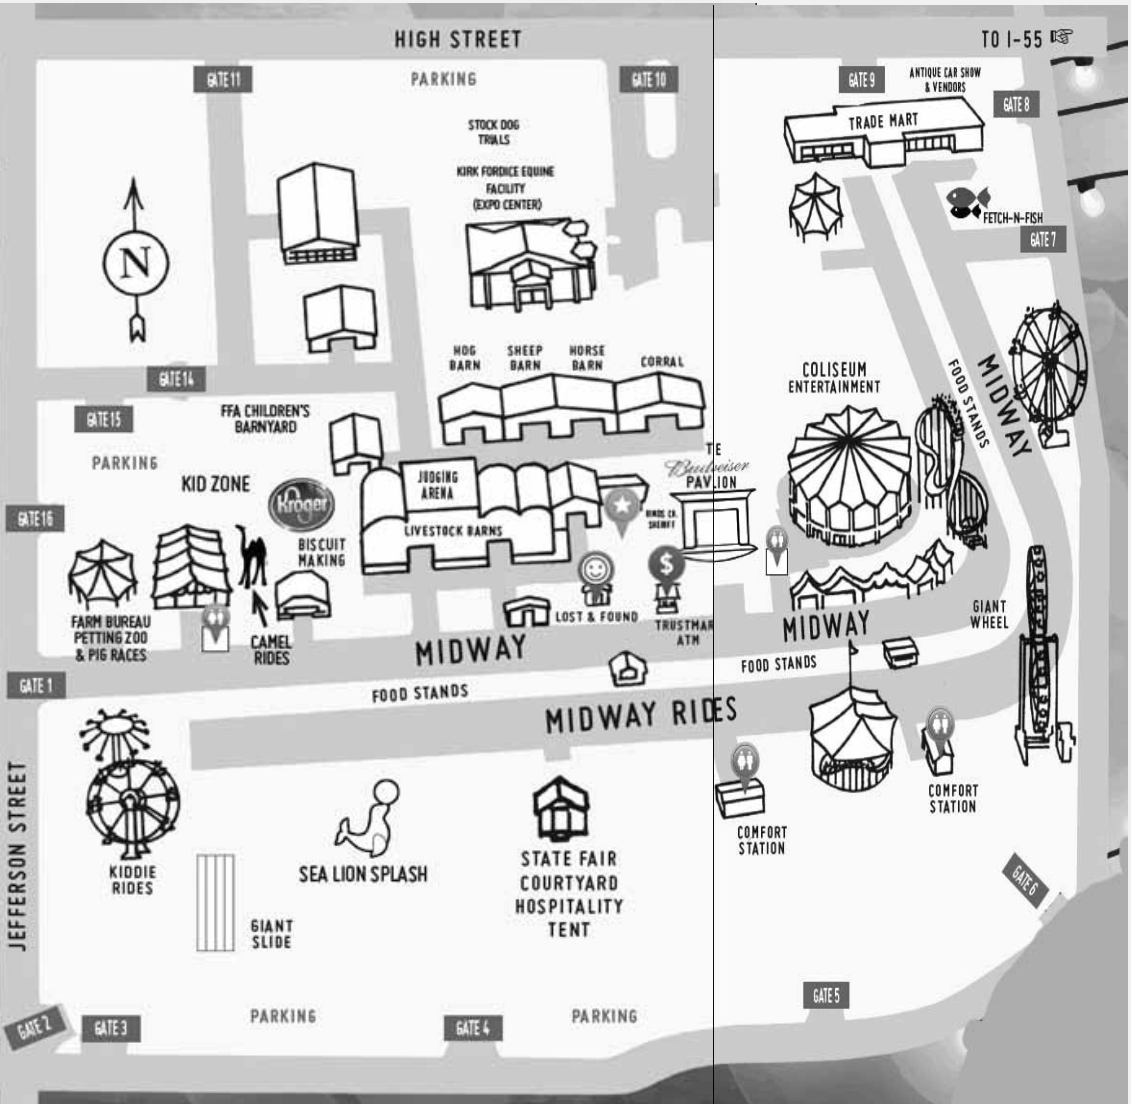 HIGH STREET
TO I-55
GATE 11
PARKING
GATE 10
GATE 9
ANTIQUE CAR SHOW
& VENDORS
GATE 8
TRADE MART
STOCK DOG
TRIALS
KIRK FORDICE EQUINE
FACILITY
(EXPO CENTER)
FETCH-N-FISH
GATE 7
N
HOG
BARN
SHEEP
BARN
HORSE
BARN
CORRAL
COLISEUM
ENTERTAINMENT
FOOD STANDS
MIDWAY
GATE 14
GATE 15
FFA CHILDREN'S
BARNYARD
PARKING
KID ZONE
Kroger
JUDGING
ARENA
LIVESTOCK BARNS
TE
Budweiser
PAVILION
HINDS CO.
SHERIFF
GATE 16
BISCUIT
MAKING
FARM BUREAU
PETTING ZOO
& PIG RACES
CAMEL
RIDES
LOST & FOUND
$
TRUSTMAR
ATM
GIANT
WHEEL
MIDWAY
MIDWAY
GATE 1
FOOD STANDS
FOOD STANDS
MIDWAY RIDES
JEFFERSON STREET
KIDDIE
RIDES
SEA LION SPLASH
STATE FAIR
COURTYARD
HOSPITALITY
TENT
COMFORT
STATION
COMFORT
STATION
GIANT
SLIDE
GATE 6
GATE 5
GATE 2
GATE 3
PARKING
GATE 4
PARKING